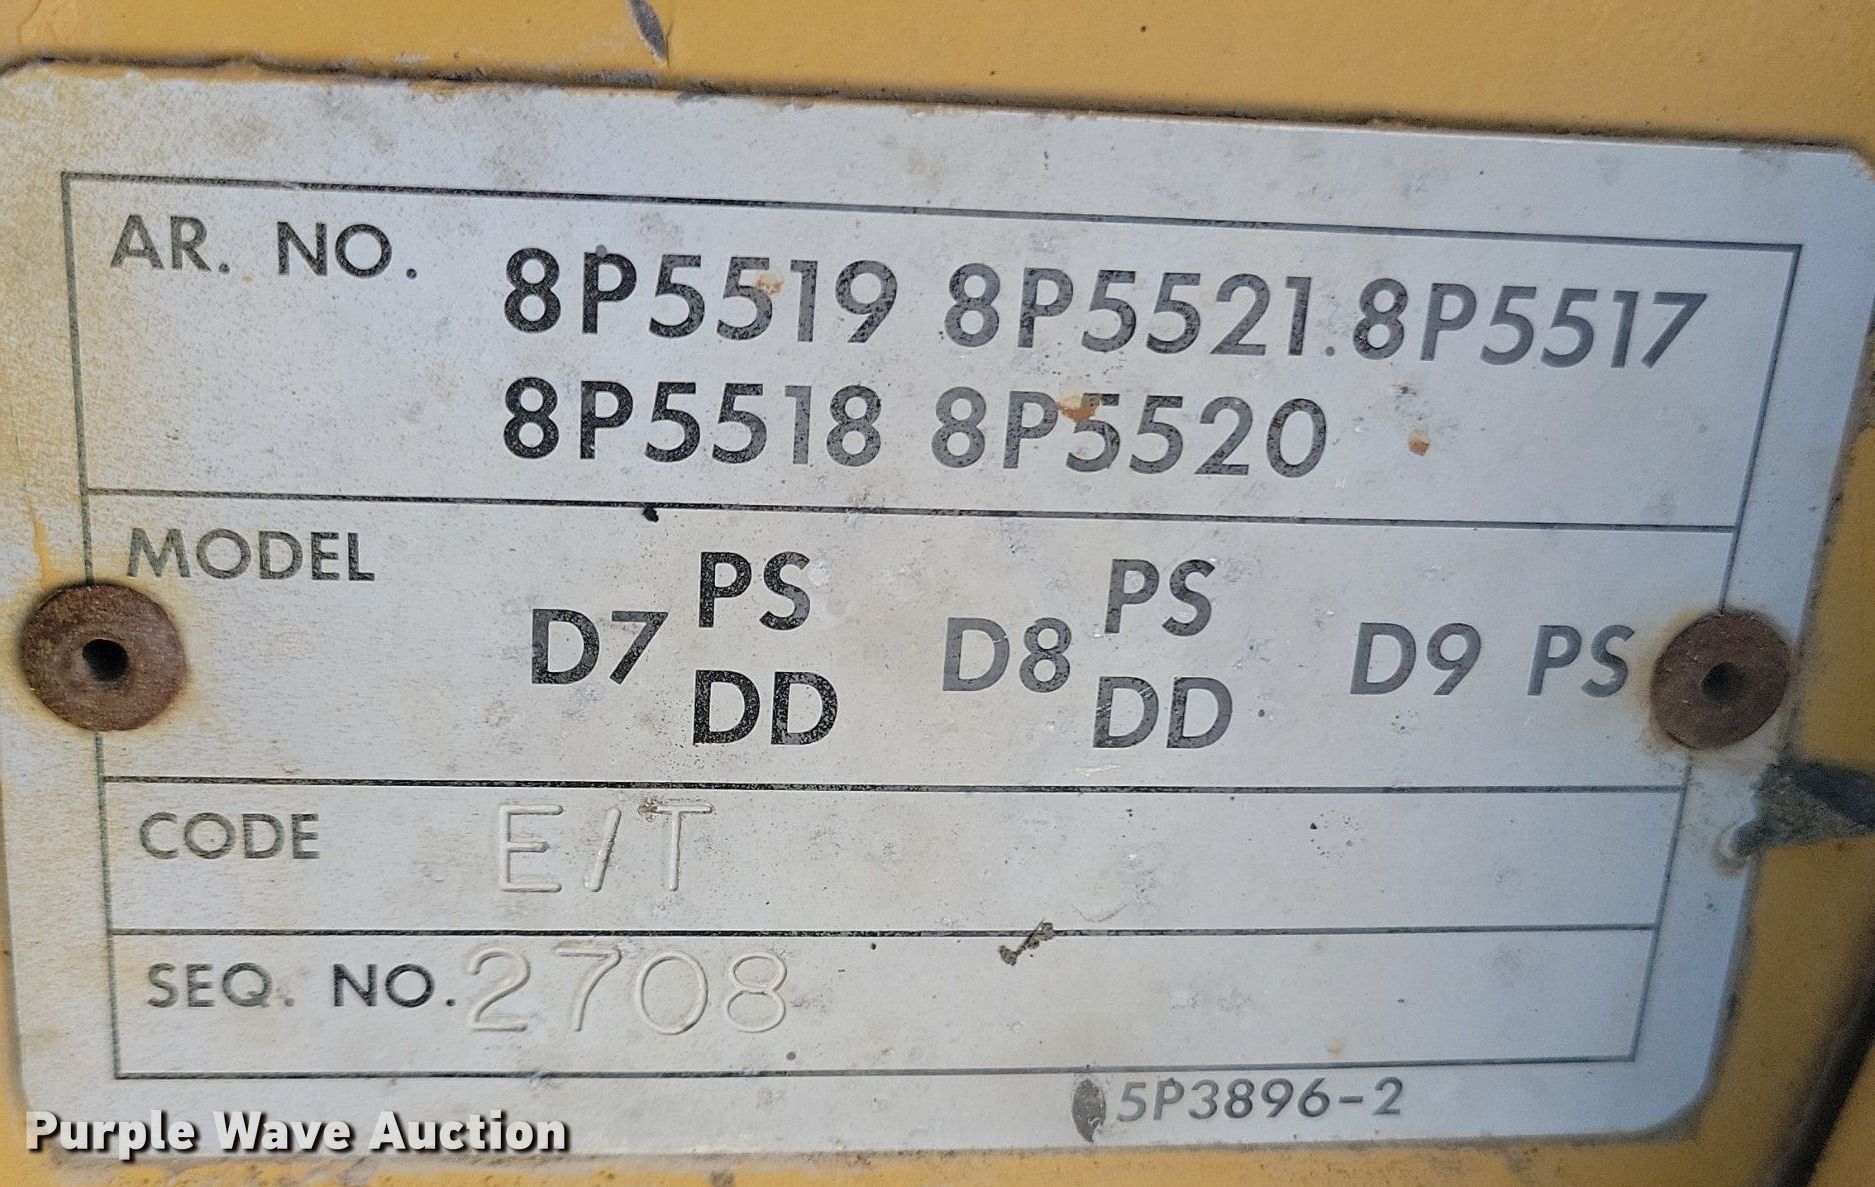 AR. NO. 8P5519 8P5521 8P5517
8P5518 8P5520
MODEL D7 PS DD D8 PS DD D9 PS
CODE E/T
SEQ. NO. 2708
5P3896-2
Purple Wave Auction